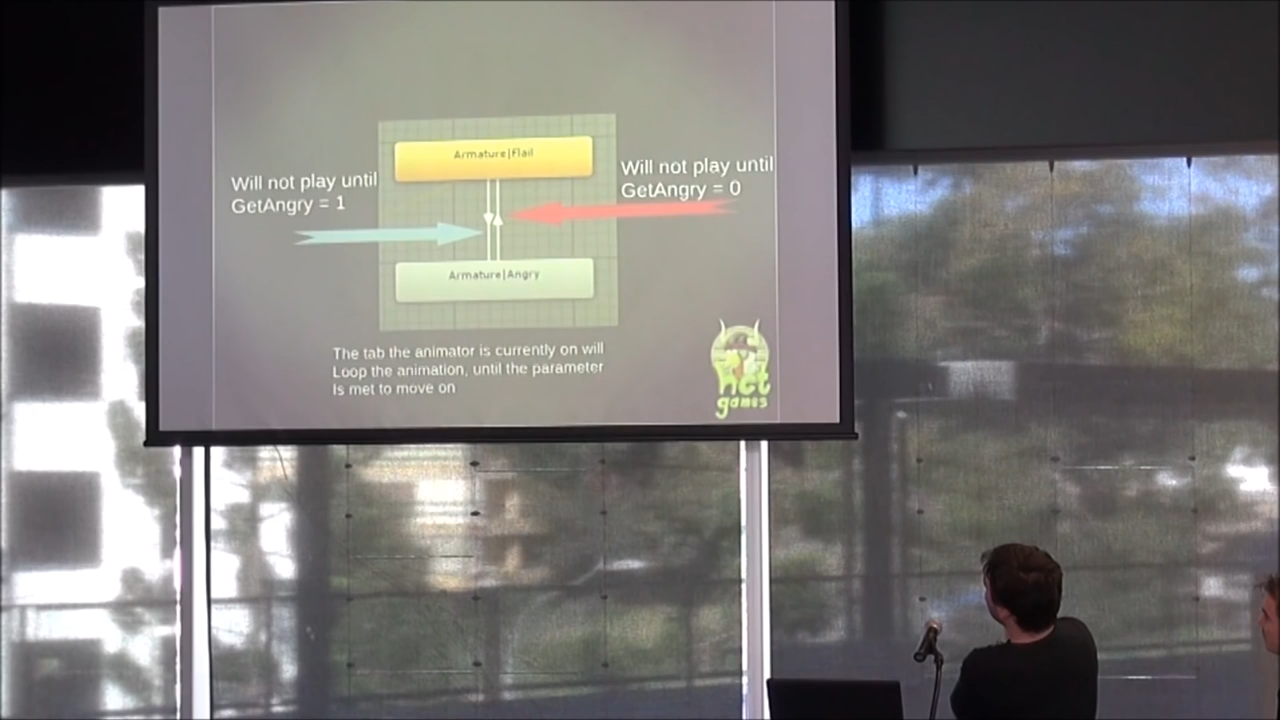 Armature|Flail
Will not play until
GetAngry = 1
Will not play until
GetAngry = 0
Armature|Angry
The tab the animator is currently on will
Loop the animation, until the parameter
Is met to move on
hct
games